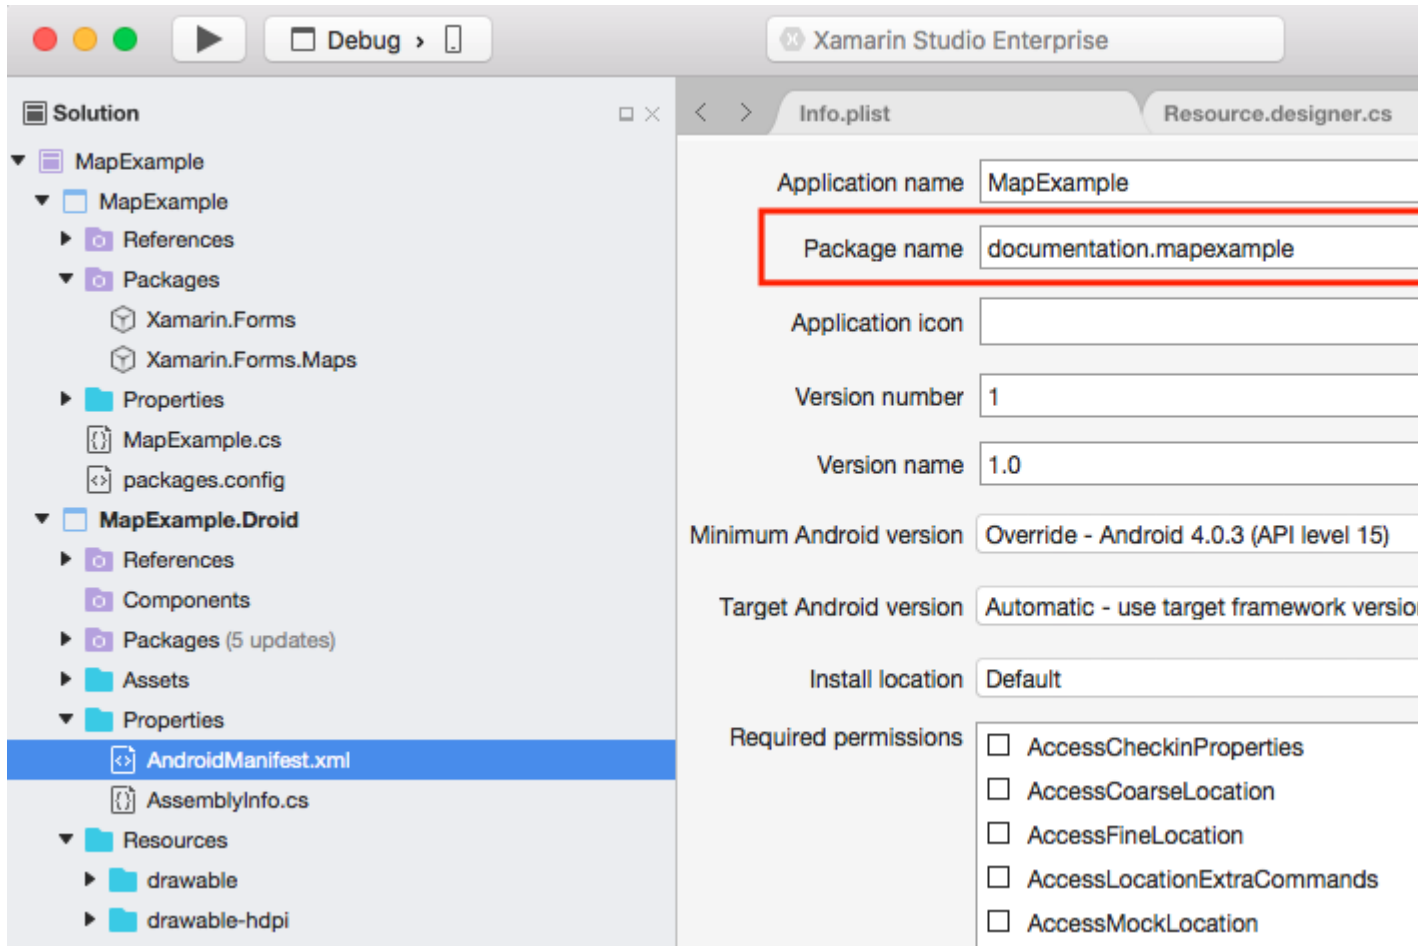 Debug
Xamarin Studio Enterprise
Solution
MapExample
MapExample
References
Packages
Xamarin.Forms
Xamarin.Forms.Maps
Properties
MapExample.cs
packages.config
MapExample.Droid
References
Components
Packages (5 updates)
Assets
Properties
AndroidManifest.xml
AssemblyInfo.cs
Resources
drawable
drawable-hdpi
Info.plist
Resource.designer.cs
Application name MapExample
Package name documentation.mapexample
Application icon
Version number 1
Version name 1.0
Minimum Android version Override - Android 4.0.3 (API level 15)
Target Android version Automatic - use target framework version
Install location Default
Required permissions
AccessCheckinProperties
AccessCoarseLocation
AccessFineLocation
AccessLocationExtraCommands
AccessMockLocation